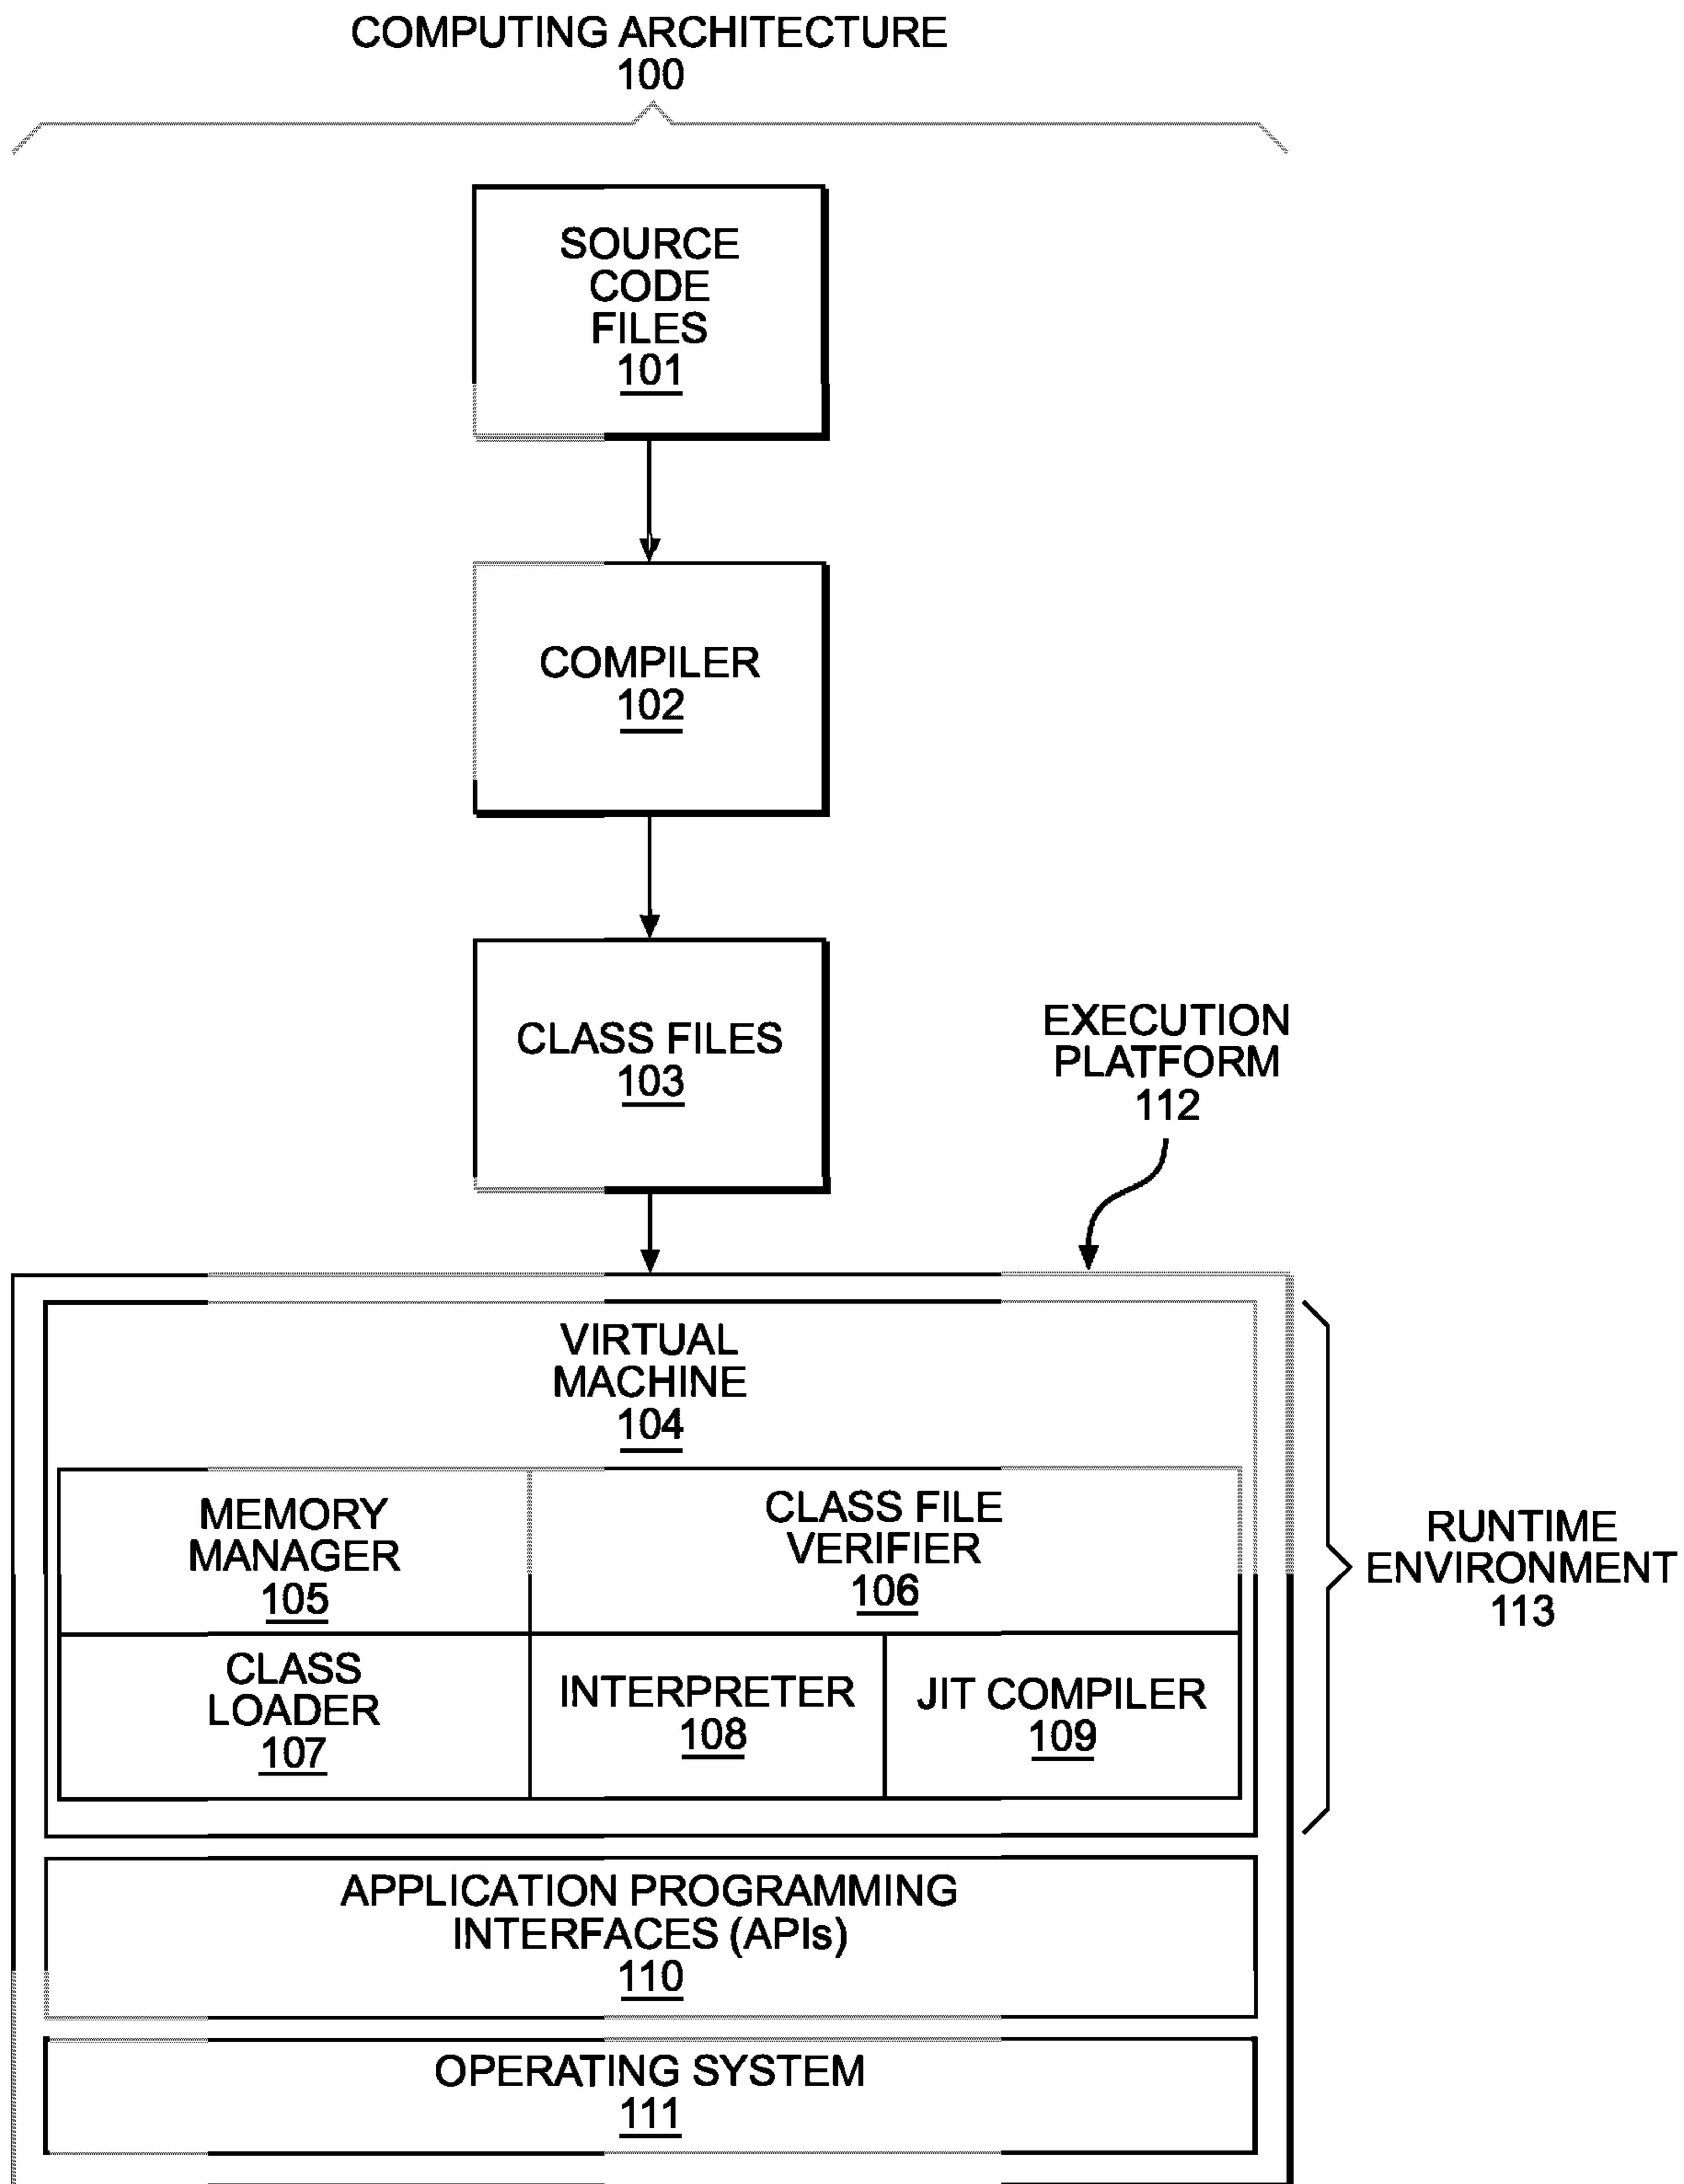 COMPUTING ARCHITECTURE
100
SOURCE
CODE
FILES
101
COMPILER
102
CLASS FILES
103
EXECUTION
PLATFORM
112
VIRTUAL
MACHINE
104
MEMORY
MANAGER
105
CLASS FILE
VERIFIER
106
CLASS
LOADER
107
INTERPRETER
108
JIT COMPILER
109
RUNTIME
ENVIRONMENT
113
APPLICATION PROGRAMMING
INTERFACES (APIs)
110
OPERATING SYSTEM
111